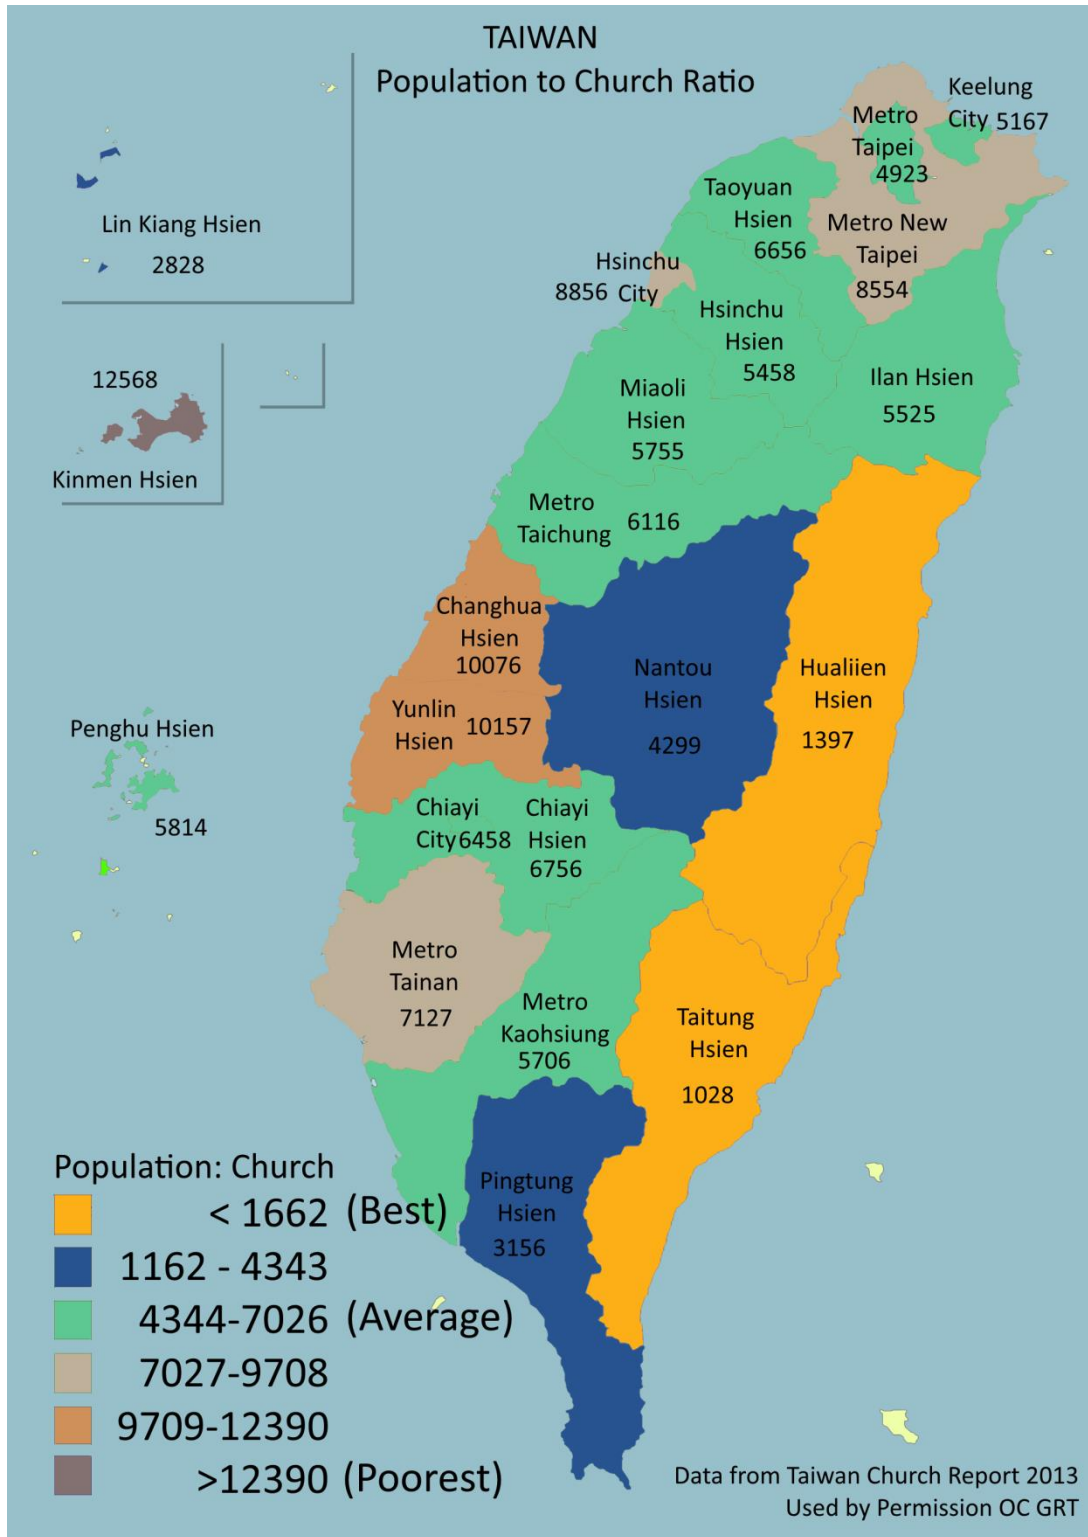 TAIWAN
Population to Church Ratio
Keelung
City 5167
Metro
Taipei
4923
Taoyuan
Hsien
6656
Metro New
Taipei
8554
Lin Kiang Hsien
2828
Hsinchu
8856 City
Hsinchu
Hsien
5458
12568
Kinmen Hsien
Miaoli
Hsien
5755
Ilan Hsien
5525
Metro
Taichung
6116
Changhua
Hsien
10076
Nantou
Hsien
4299
Hualiien
Hsien
1397
Yunlin
Hsien
10157
Penghu Hsien
5814
Chiayi
City 6458
Chiayi
Hsien
6756
Metro
Tainan
7127
Metro
Kaohsiung
5706
Taitung
Hsien
1028
Pingtung
Hsien
3156
Population: Church
< 1662 (Best)
1162 - 4343
4344-7026 (Average)
7027-9708
9709-12390
>12390 (Poorest)
Data from Taiwan Church Report 2013
Used by Permission OC GRT